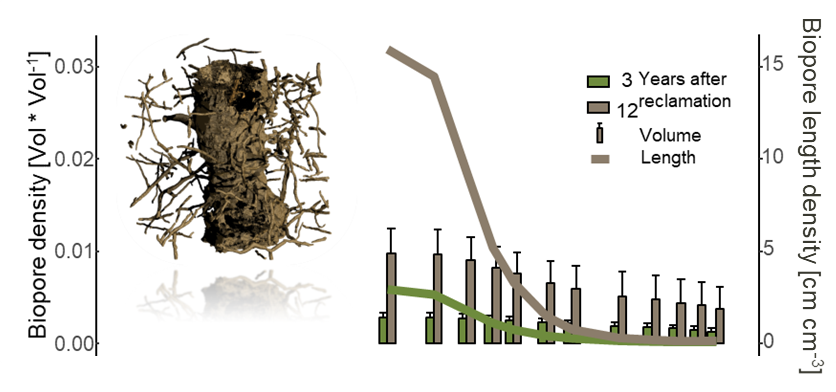 Biopore density [Vol * Vol⁻¹]
0.03
0.02
0.01
0.00
3 Years after
12 reclamation
Volume
Length
15
10
5
0
Biopore length density [cm cm⁻³]